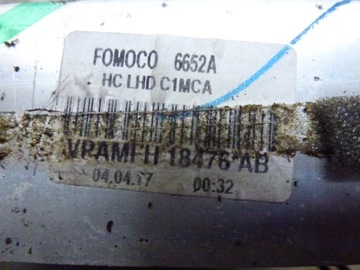 FOMOCO 6652A
HC LHD C1MCA
VPAMFH 18476 AB
04.04.17 00:32